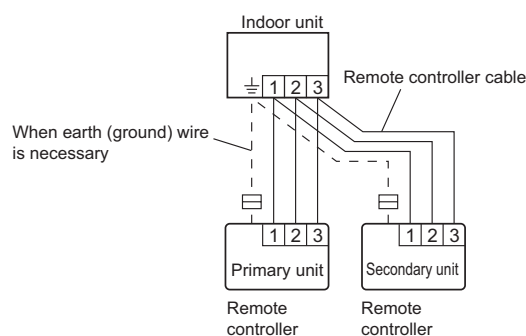 Indoor unit
1 2 3
Remote controller cable
When earth (ground) wire
is necessary
1 2 3
Primary unit
1 2 3
Secondary unit
Remote
controller
Remote
controller